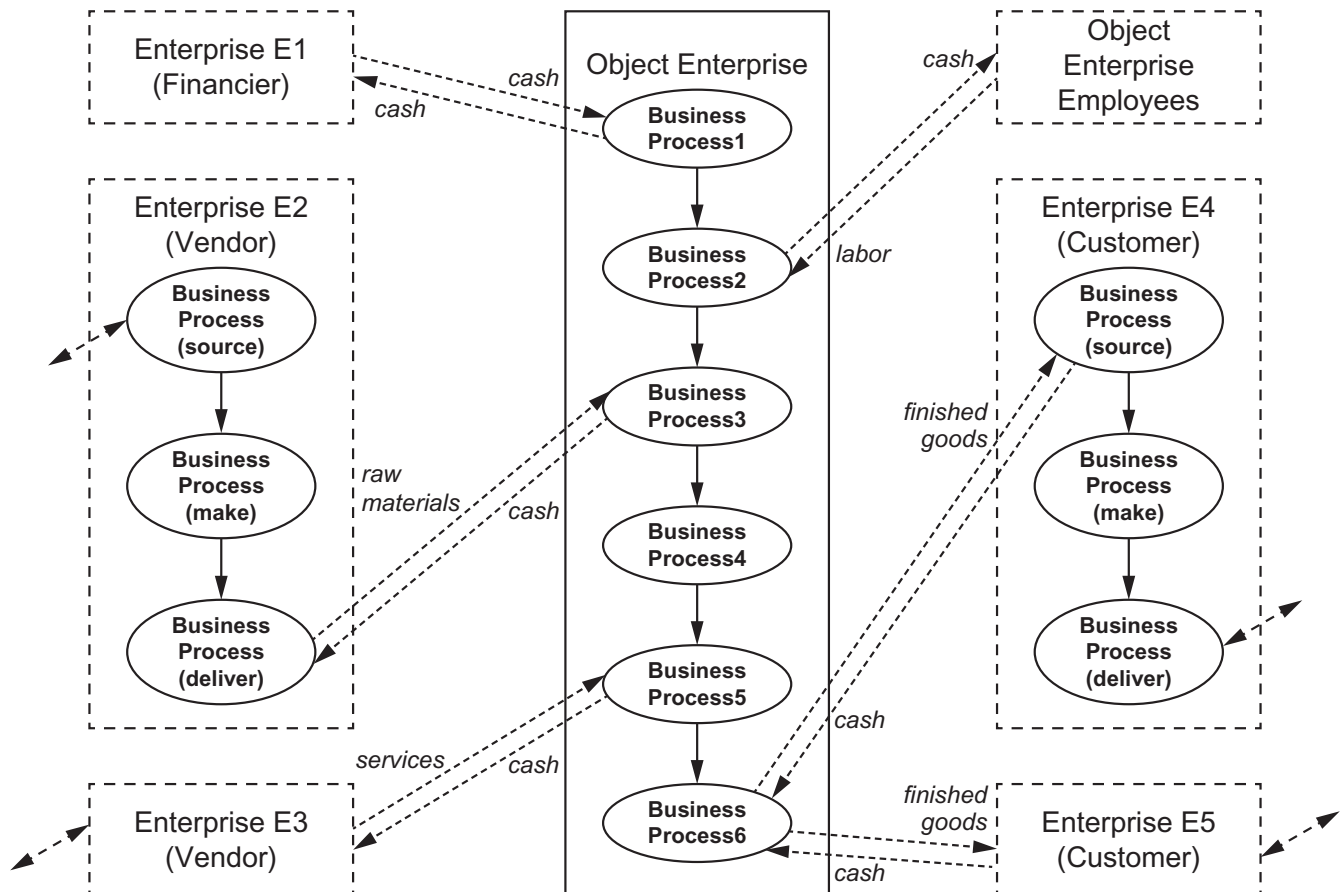 Enterprise E1
(Financier)
cash
cash
Object Enterprise
Business
Process1
cash
Object
Enterprise
Employees
Enterprise E2
(Vendor)
Business
Process
(source)
Business
Process
(make)
Business
Process
(deliver)
Business
Process2
labor
Business
Process3
raw
materials
cash
Business
Process4
Business
Process5
services
cash
Business
Process6
Enterprise E4
(Customer)
Business
Process
(source)
finished
goods
Business
Process
(make)
Business
Process
(deliver)
cash
Enterprise E3
(Vendor)
finished
goods
cash
Enterprise E5
(Customer)